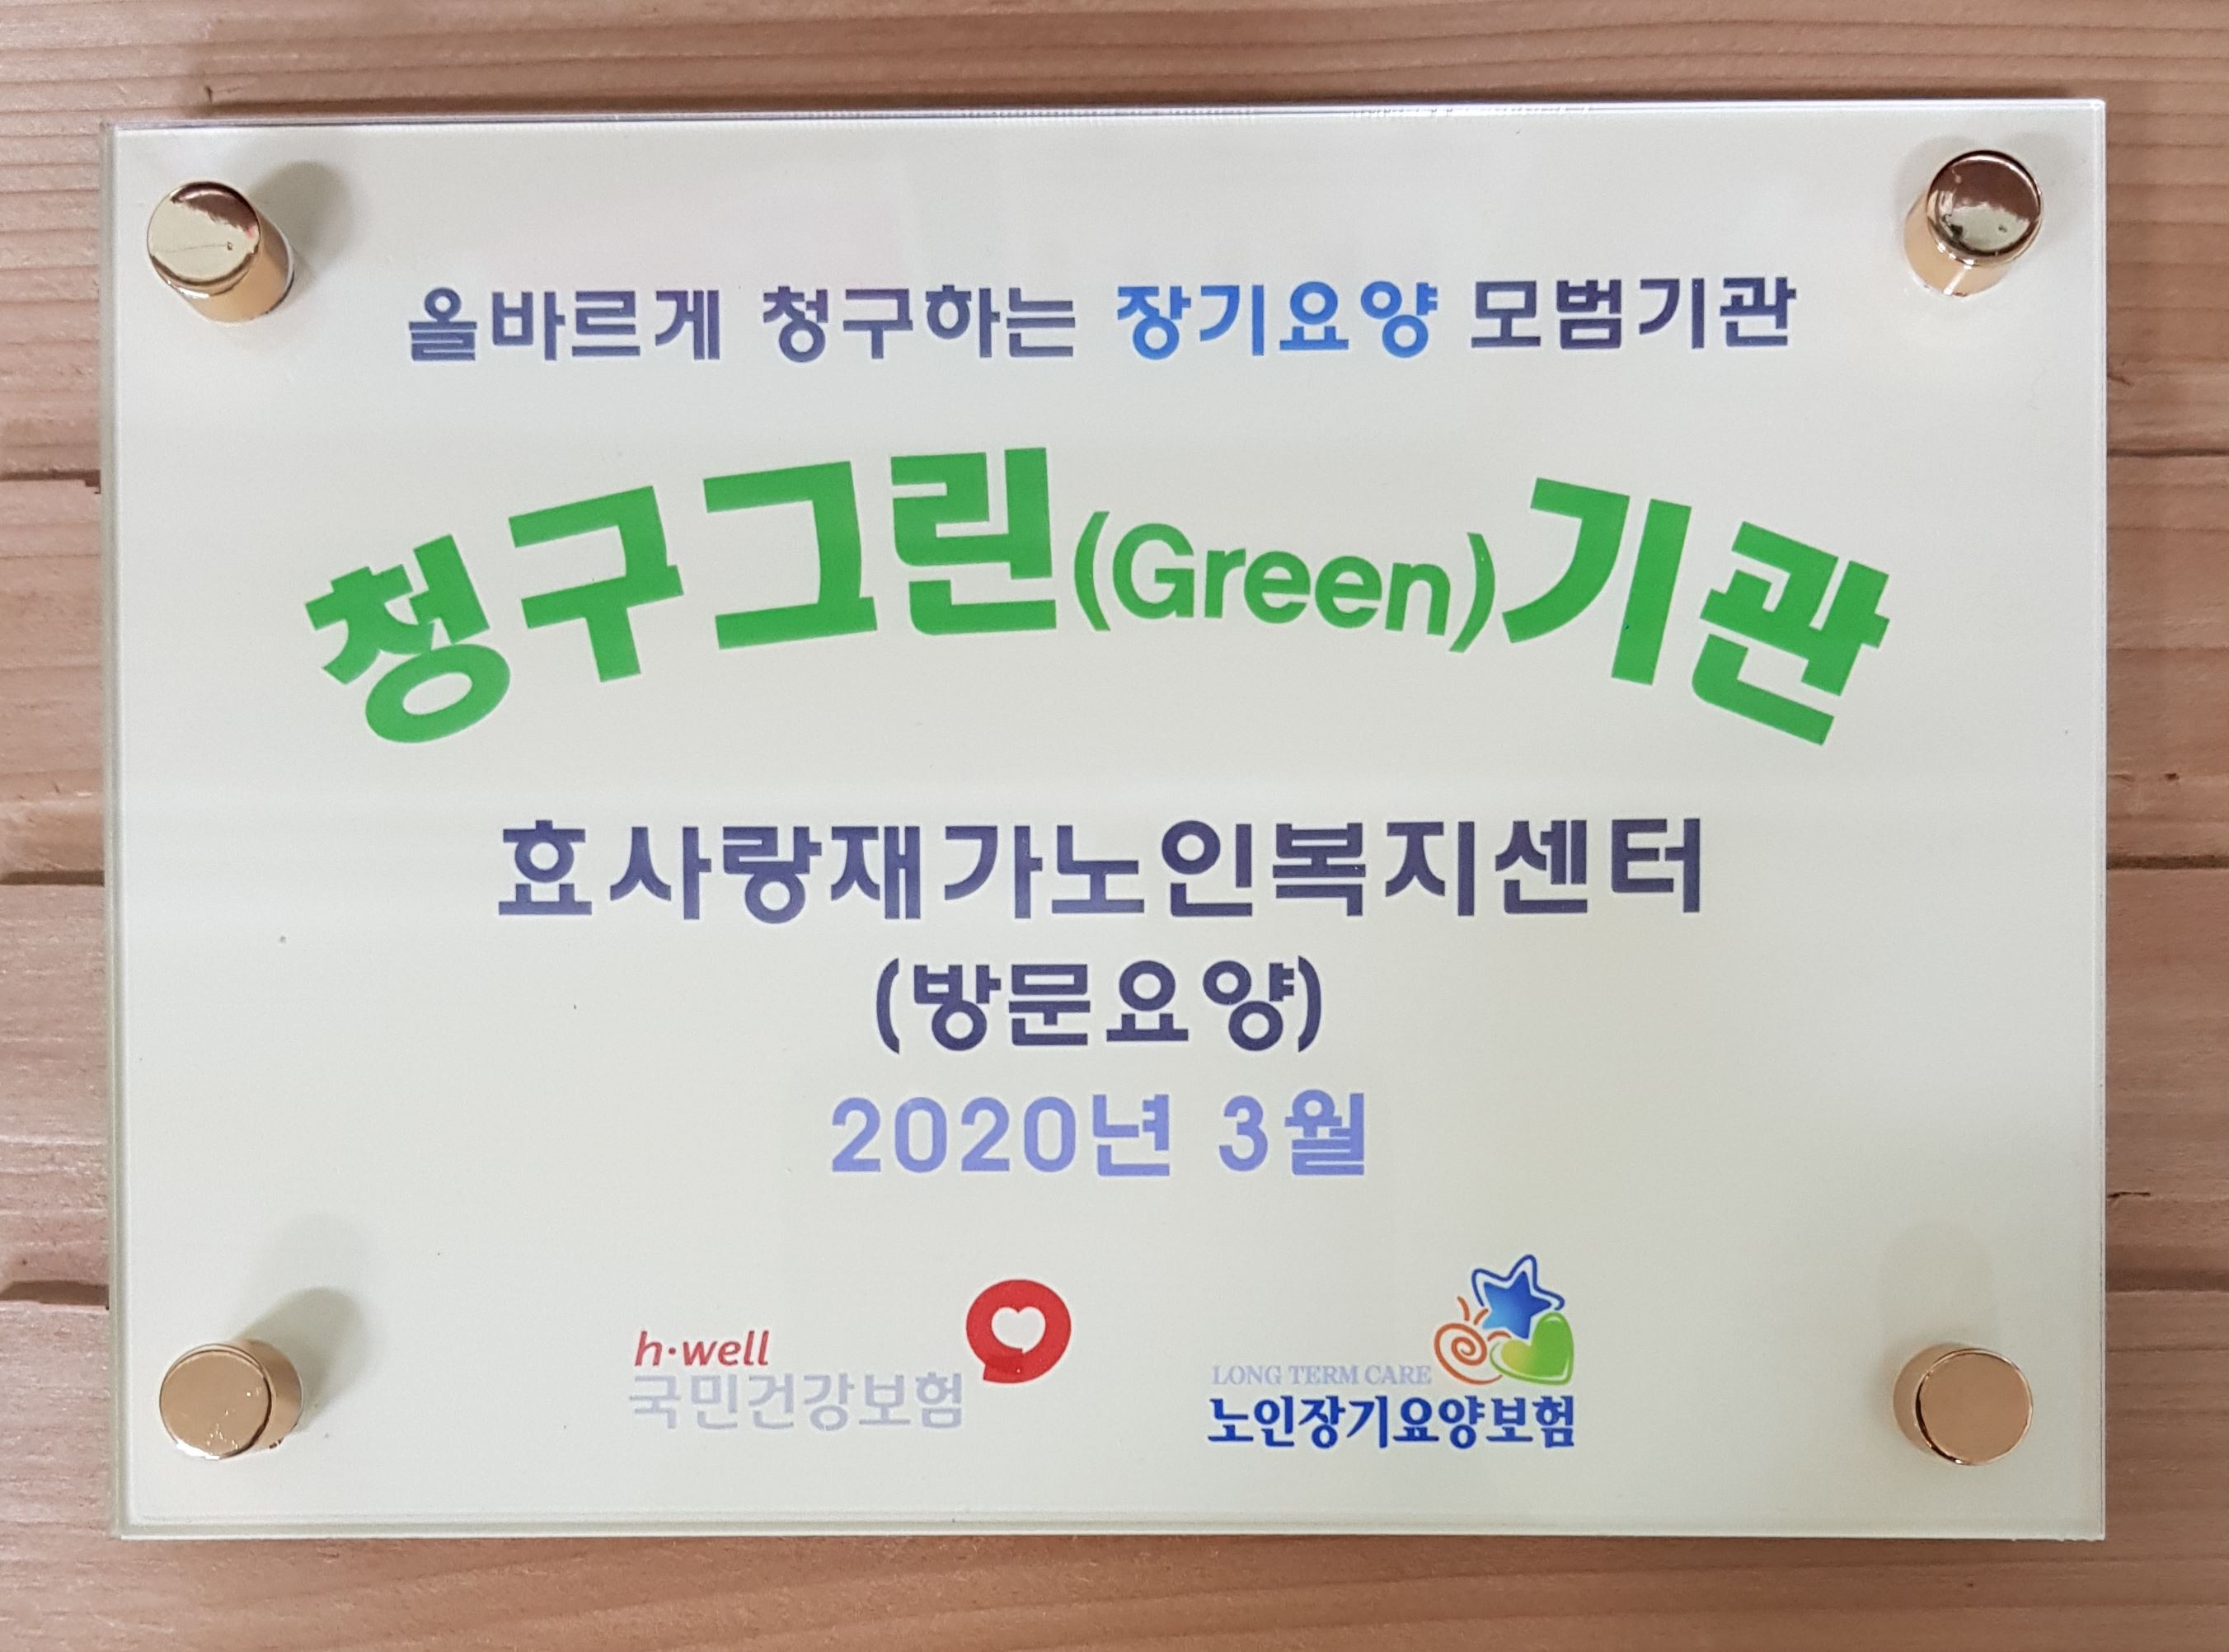 올바르게 청구하는 장기요양 모범기관
청구그린(Green)기관
효사랑재가노인복지센터
(방문요양)
2020년 3월
h·well
국민건강보험
LONG TERM CARE
노인장기요양보험